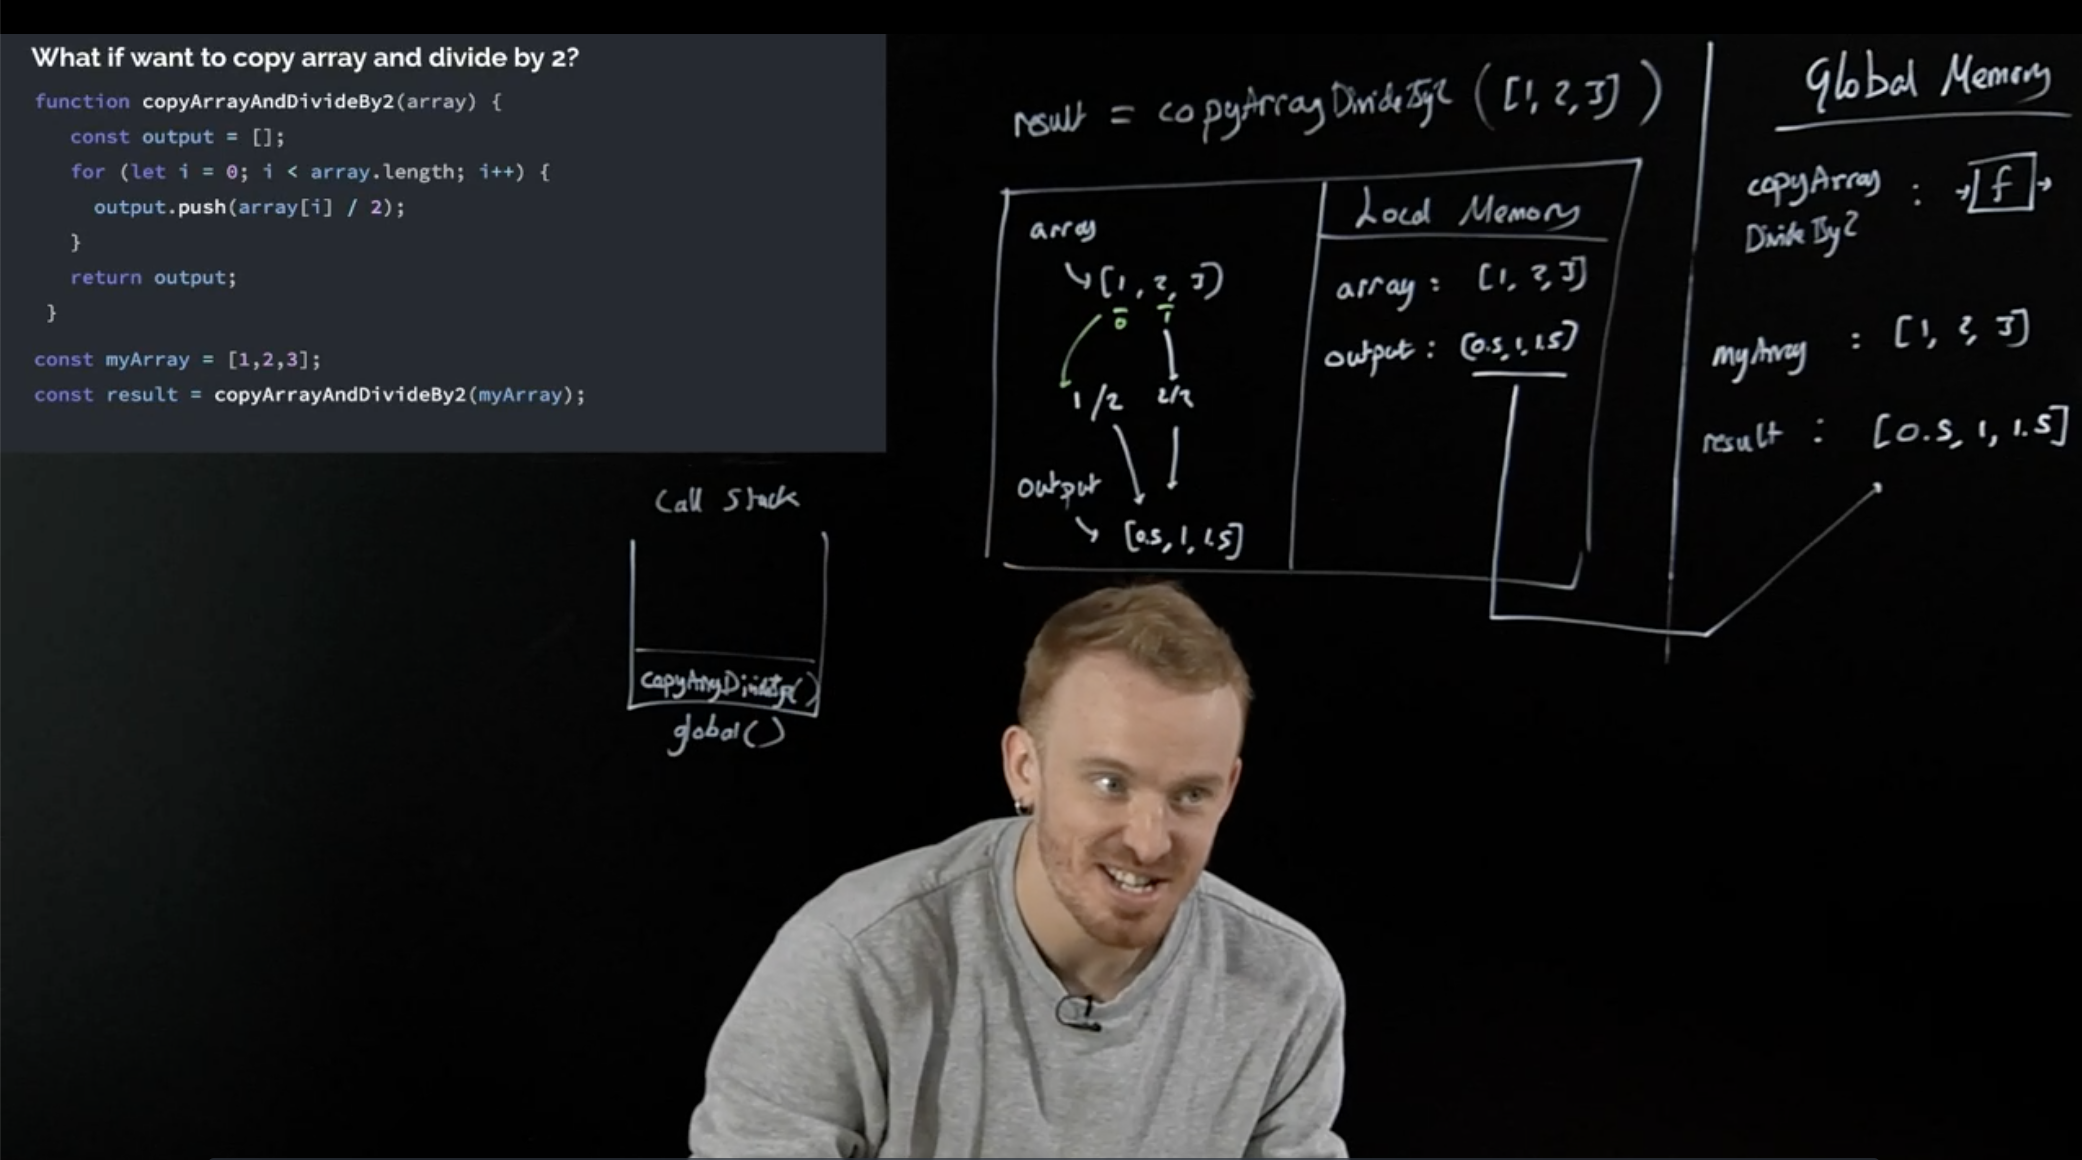 What if want to copy array and divide by 2?
function copyArrayAndDivideBy2(array) {
const output = [];
for (let i = 0; i < array.length; i++) {
output.push(array[i] / 2);
}
return output;
}
const myArray = [1,2,3];
const result = copyArrayAndDivideBy2(myArray);
Call Stack
copyArrayDivideBy2()
global()
result = copyArrayDivideBy2 ([1, 2, 3])
array
[1, 2, 3]
0 1
1/2 2/2
output
[0.5, 1, 1.5]
Local Memory
array : [1, 2, 3]
output : [0.5, 1, 1.5]
Global Memory
copyArray : f
DivideBy2
myArray : [1, 2, 3]
result : [0.5, 1, 1.5]